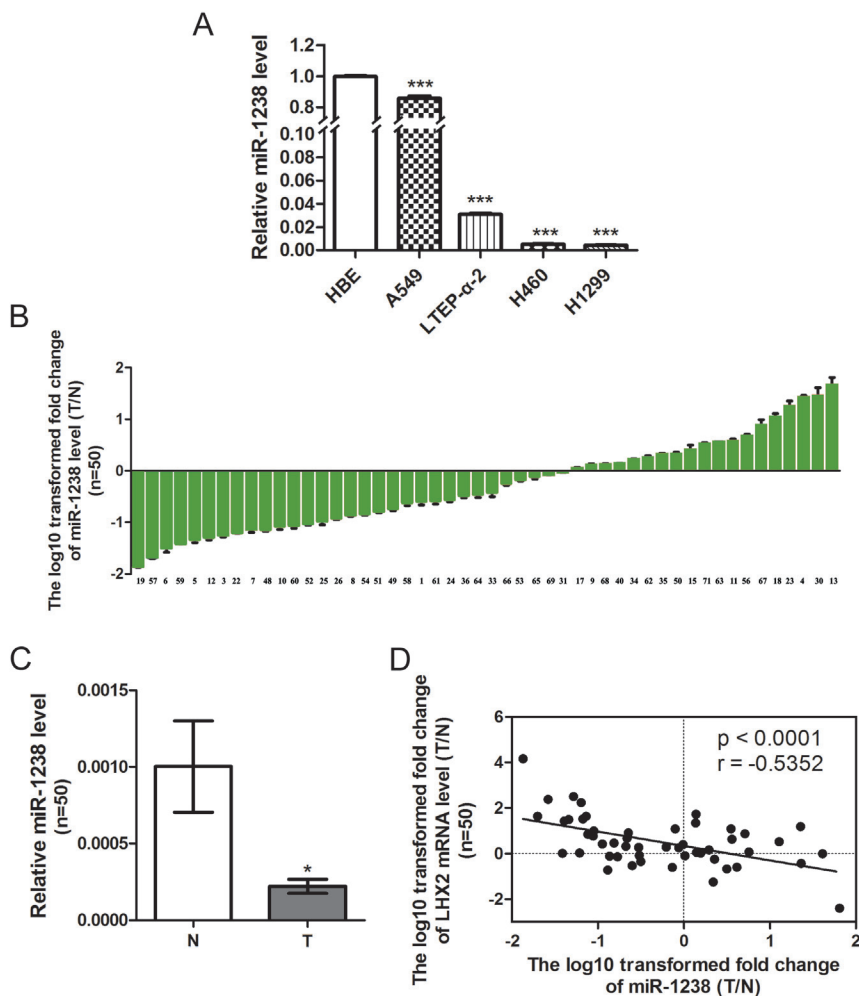 A
Relative miR-1238 level
1.2
1.0
0.8
0.10
0.08
0.06
0.04
0.02
0.00
***
***
***
***
HBE
A549
LTEP-α-2
H460
H1299
B
The log10 transformed fold change
of miR-1238 level (T/N)
(n=50)
2
1
0
-1
-2
19 57 6 59 5 12 3 22 7 48 10 60 52 25 26 8 54 51 49 58 1 61 24 36 64 33 66 53 65 69 31 17 9 68 40 34 62 35 50 15 71 63 11 56 67 18 23 4 30 13
C
Relative miR-1238 level
(n=50)
0.0015
0.0010
0.0005
0.0000
*
N
T
D
The log10 transformed fold change
of LHX2 mRNA level (T/N)
(n=50)
6
4
2
0
-2
p < 0.0001
r = -0.5352
-2 -1 0 1 2
The log10 transformed fold change
of miR-1238 (T/N)